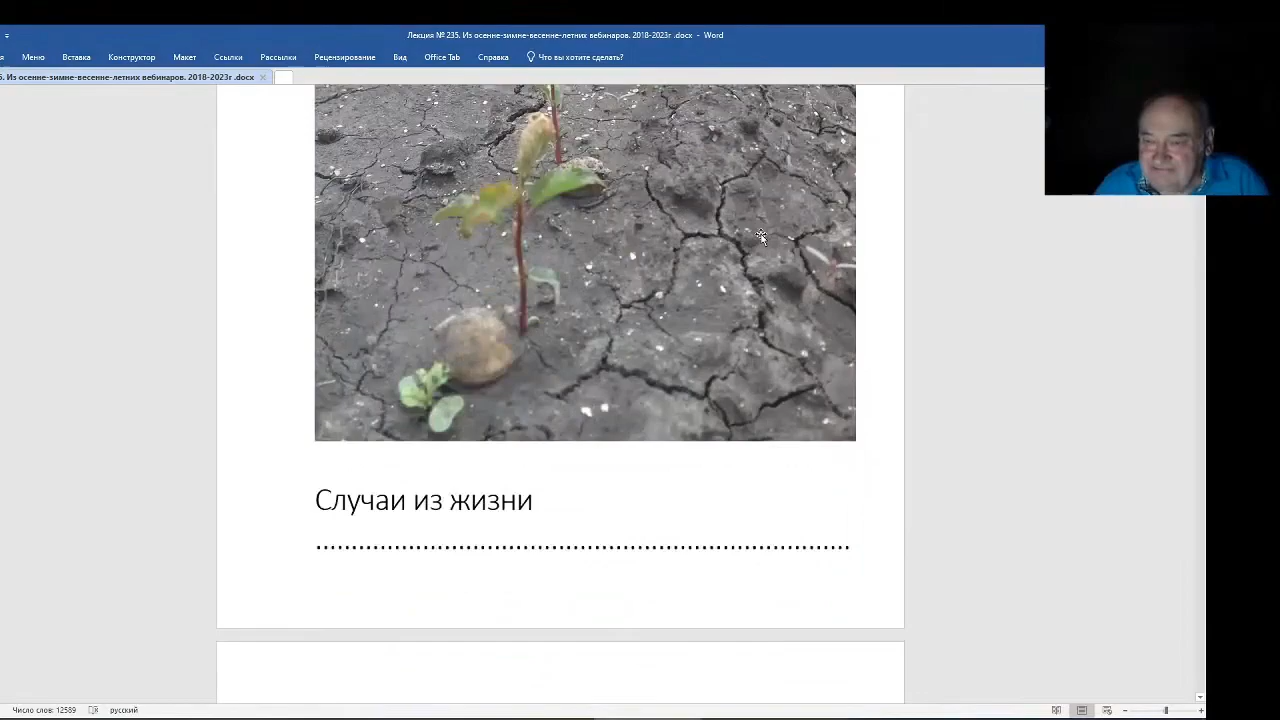 Лекция № 235. Из осенне-зимне-весенне-летних вебинаров. 2018-2023г .docx - Word
я Меню Вставка Конструктор Макет Ссылки Рассылки Рецензирование Вид Office Tab Справка Что вы хотите сделать?
5. Из осенне-зимне-весенне-летних вебинаров. 2018-2023г .docx
Случаи из жизни
Число слов: 12589 русский